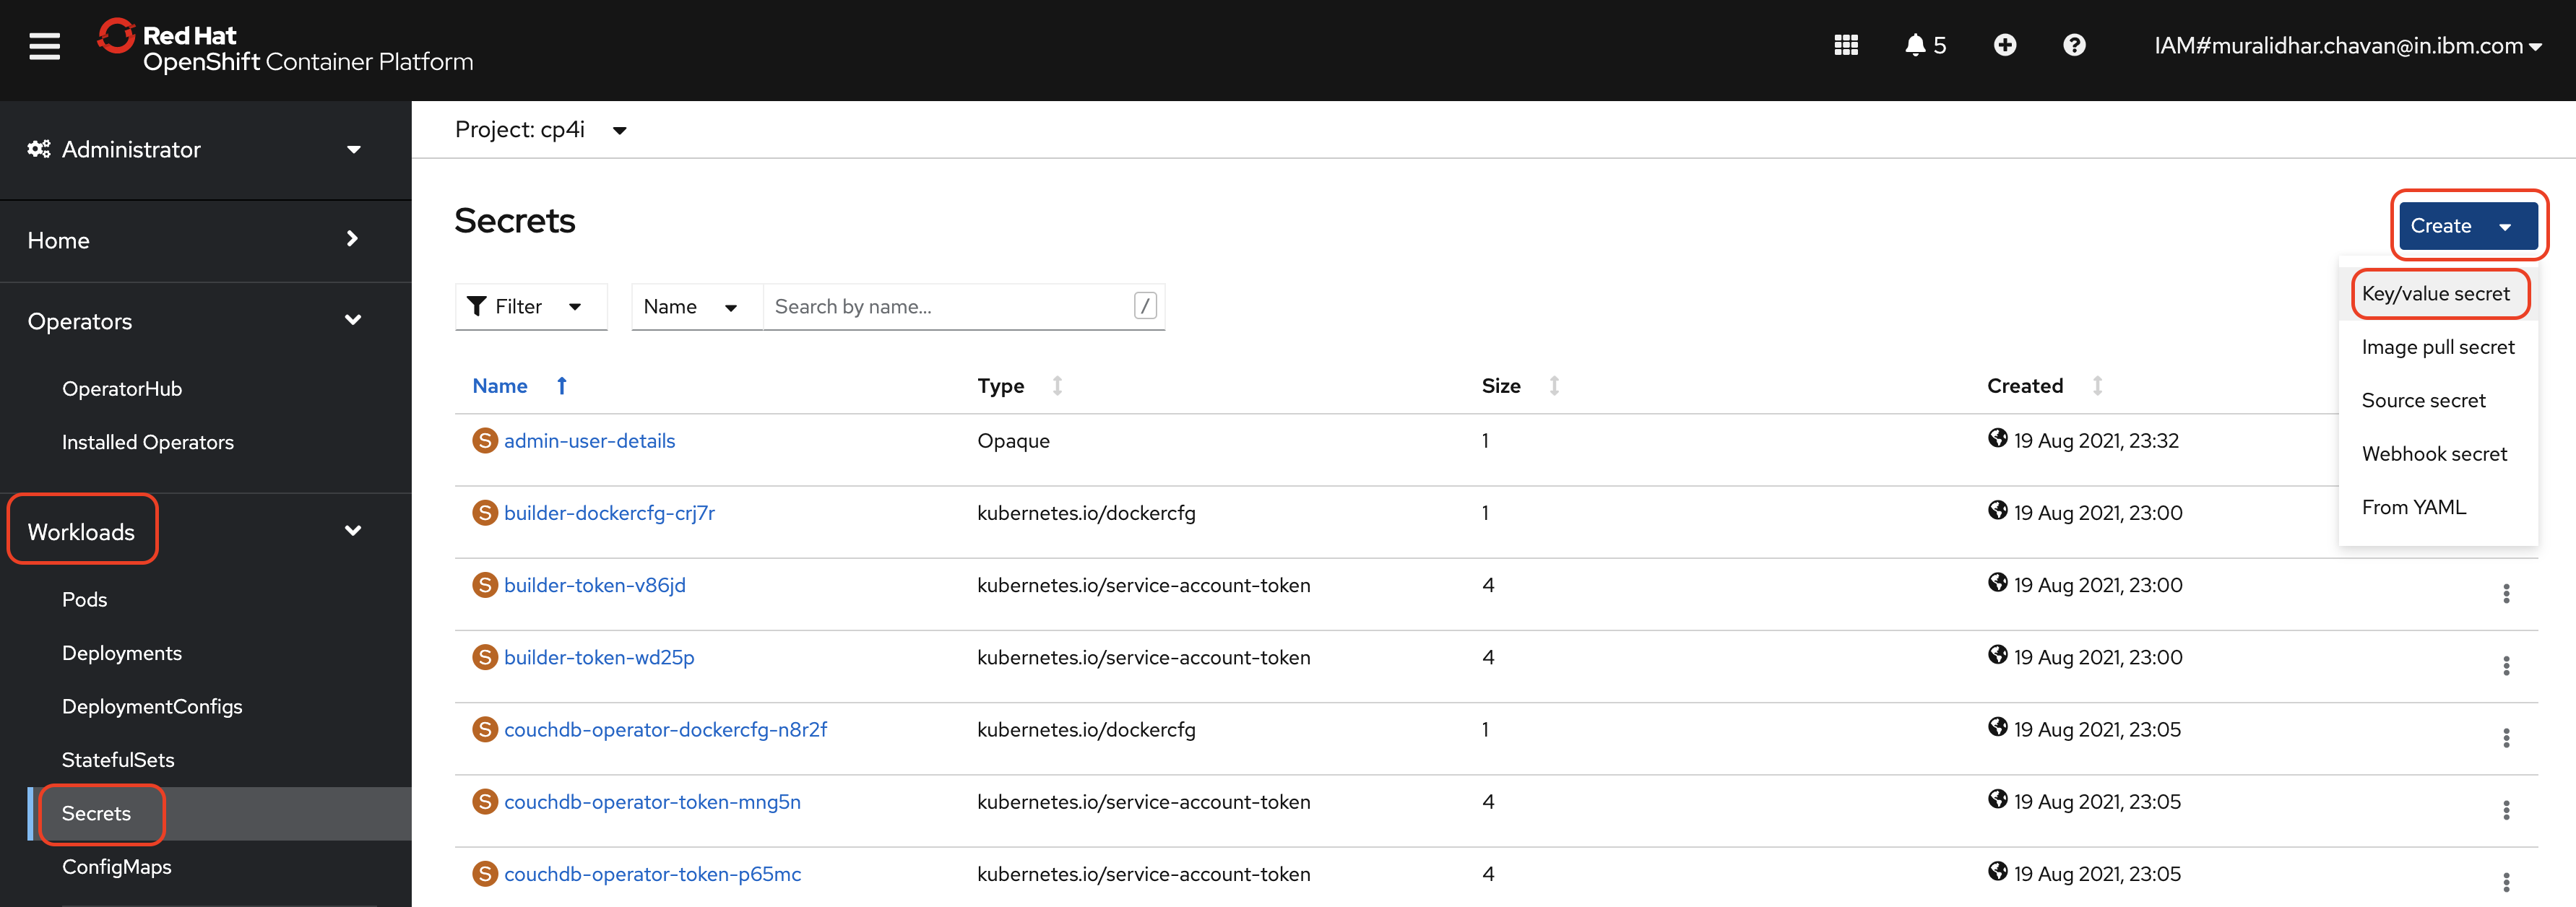 Red Hat
OpenShift Container Platform
5
IAM#muralidhar.chavan@in.ibm.com
Administrator
Home
Operators
OperatorHub
Installed Operators
Workloads
Pods
Deployments
DeploymentConfigs
StatefulSets
Secrets
ConfigMaps
Project: cp4i
Secrets
Create
Key/value secret
Image pull secret
Source secret
Webhook secret
From YAML
Filter Name Search by name... /
Name Type Size Created
S admin-user-details Opaque 1 19 Aug 2021, 23:32
S builder-dockercfg-crj7r kubernetes.io/dockercfg 1 19 Aug 2021, 23:00
S builder-token-v86jd kubernetes.io/service-account-token 4 19 Aug 2021, 23:00
S builder-token-wd25p kubernetes.io/service-account-token 4 19 Aug 2021, 23:00
S couchdb-operator-dockercfg-n8r2f kubernetes.io/dockercfg 1 19 Aug 2021, 23:05
S couchdb-operator-token-mng5n kubernetes.io/service-account-token 4 19 Aug 2021, 23:05
S couchdb-operator-token-p65mc kubernetes.io/service-account-token 4 19 Aug 2021, 23:05